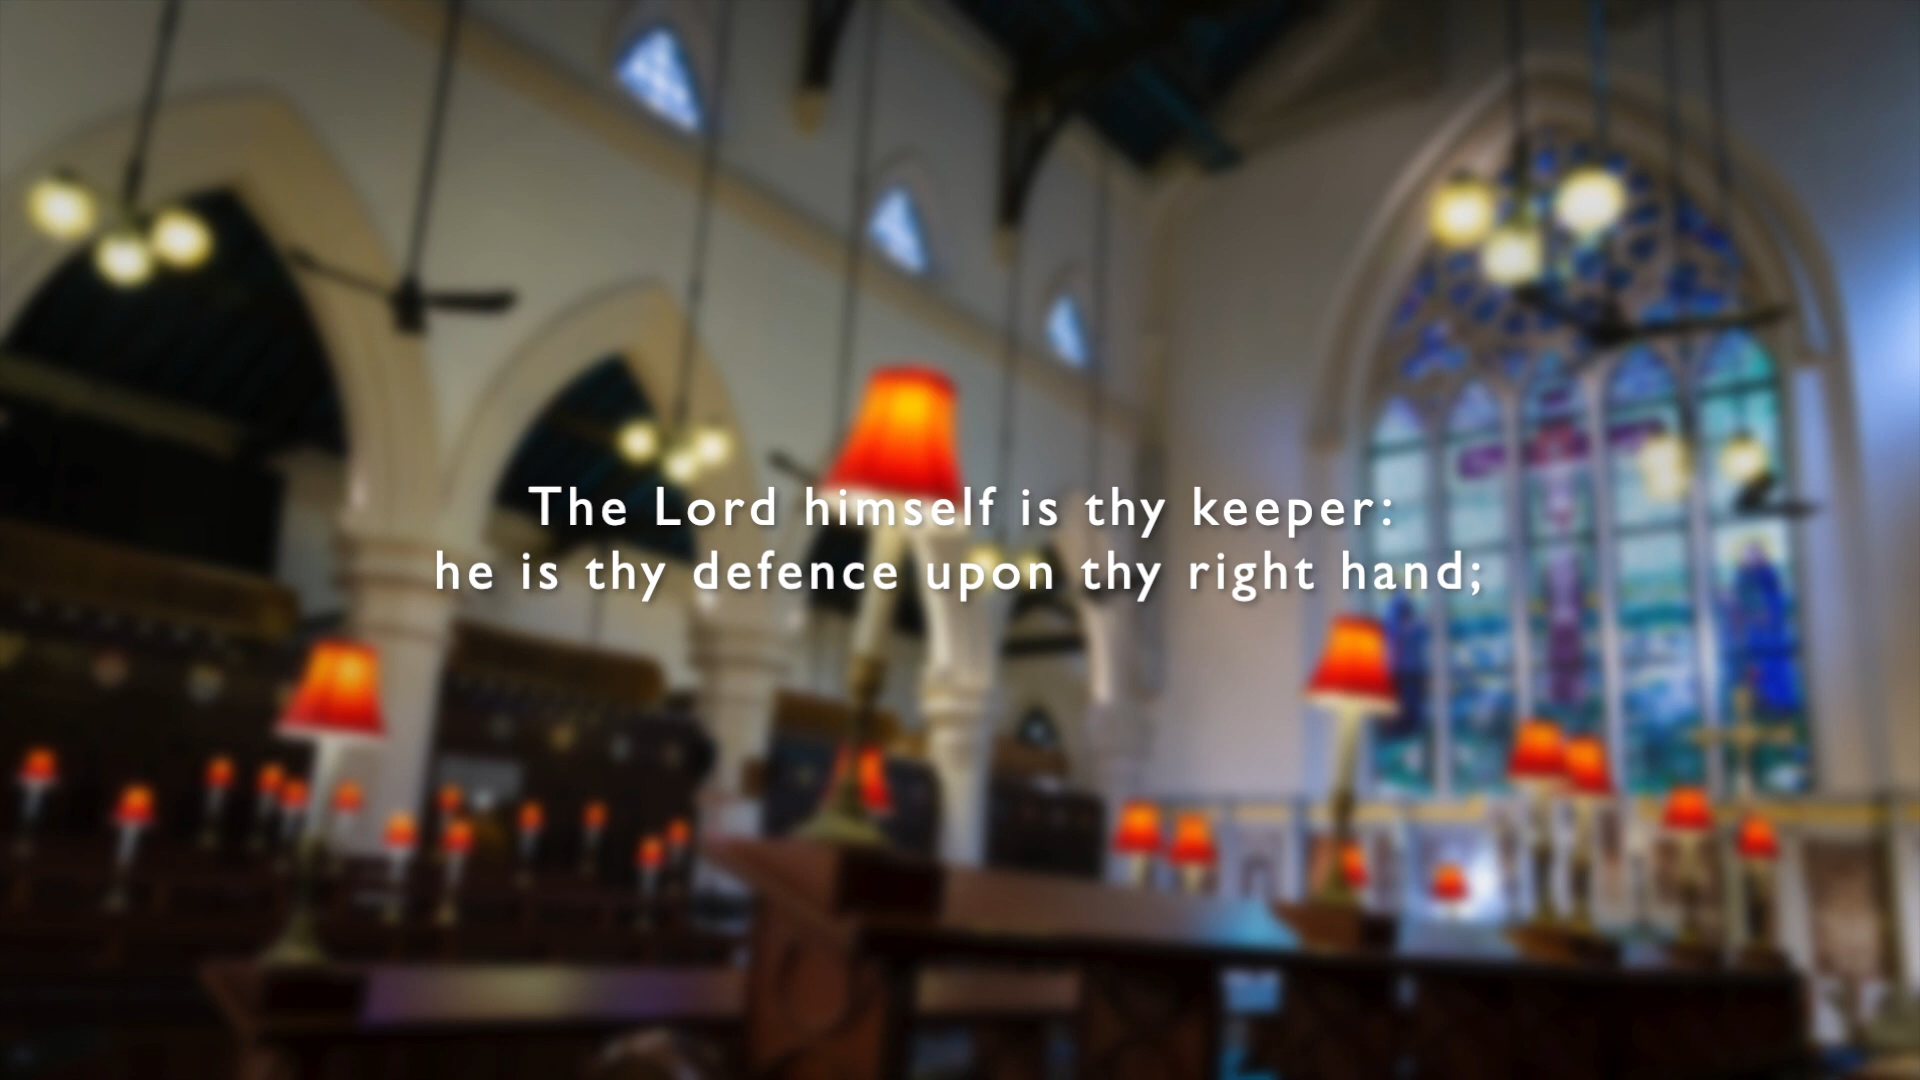 The Lord himself is thy keeper:
he is thy defence upon thy right hand;